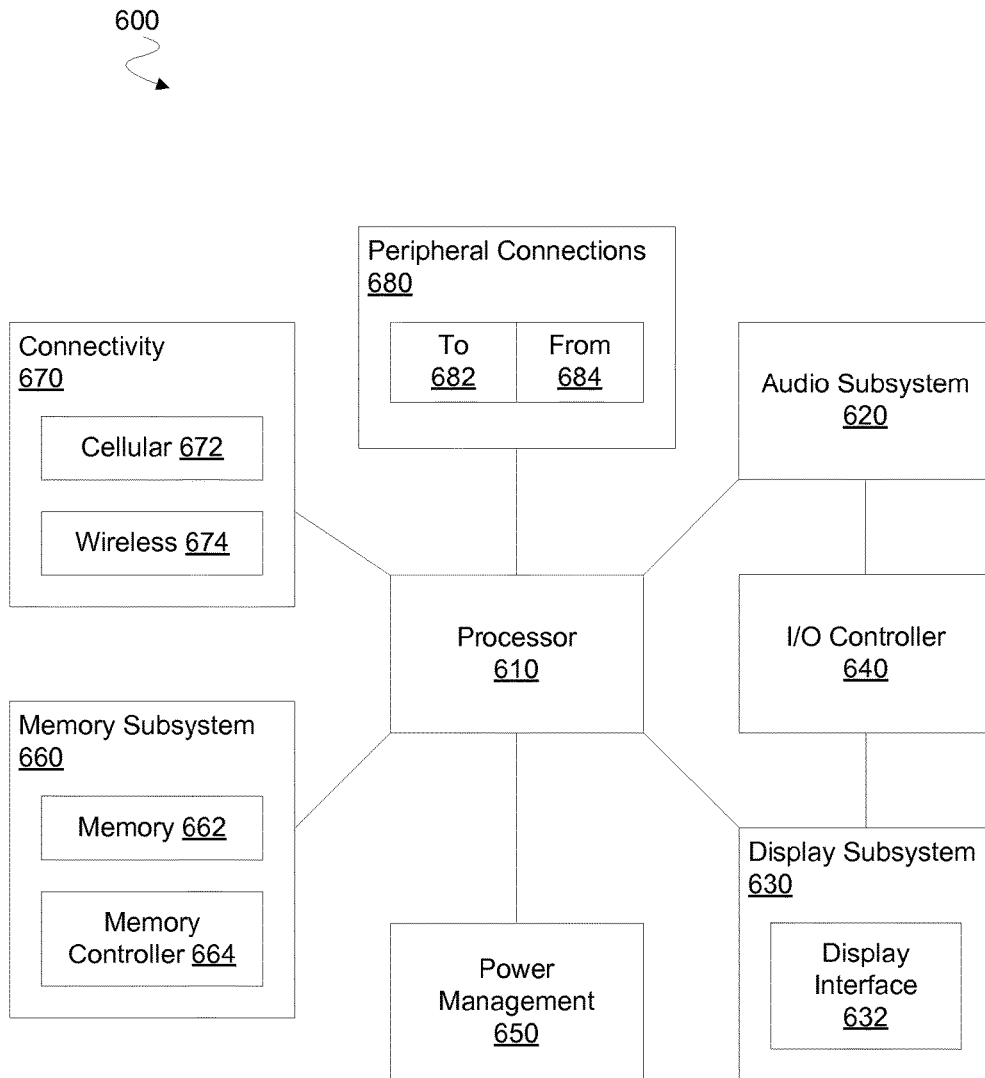 600
Peripheral Connections
680
To
682
From
684
Connectivity
670
Cellular 672
Wireless 674
Audio Subsystem
620
Processor
610
I/O Controller
640
Memory Subsystem
660
Memory 662
Memory
Controller 664
Power
Management
650
Display Subsystem
630
Display
Interface
632